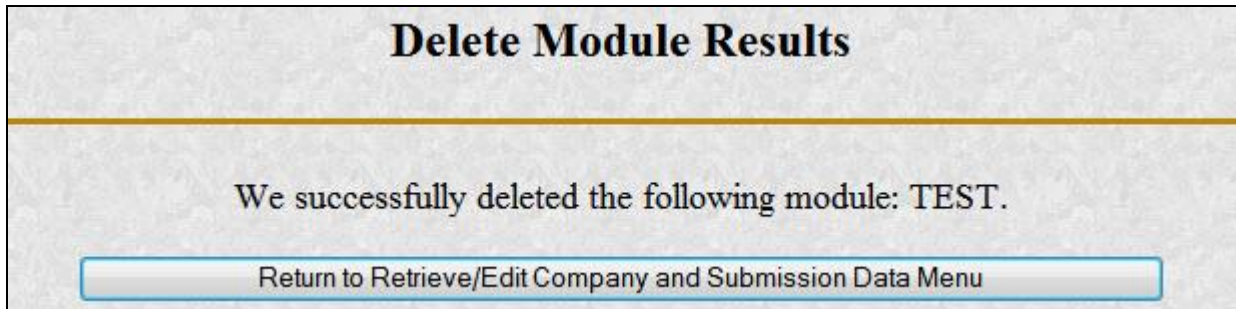 Delete Module Results
We successfully deleted the following module: TEST.
Return to Retrieve/Edit Company and Submission Data Menu